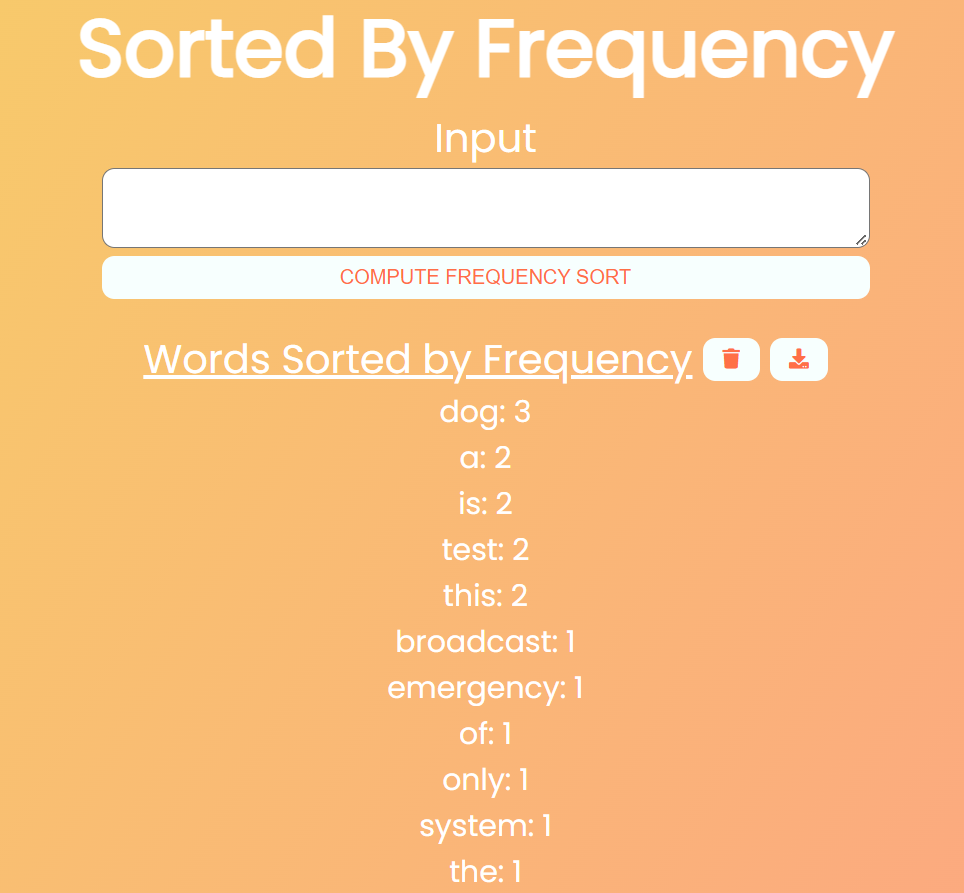 Sorted By Frequency
Input
COMPUTE FREQUENCY SORT
Words Sorted by Frequency
dog: 3
a: 2
is: 2
test: 2
this: 2
broadcast: 1
emergency: 1
of: 1
only: 1
system: 1
the: 1